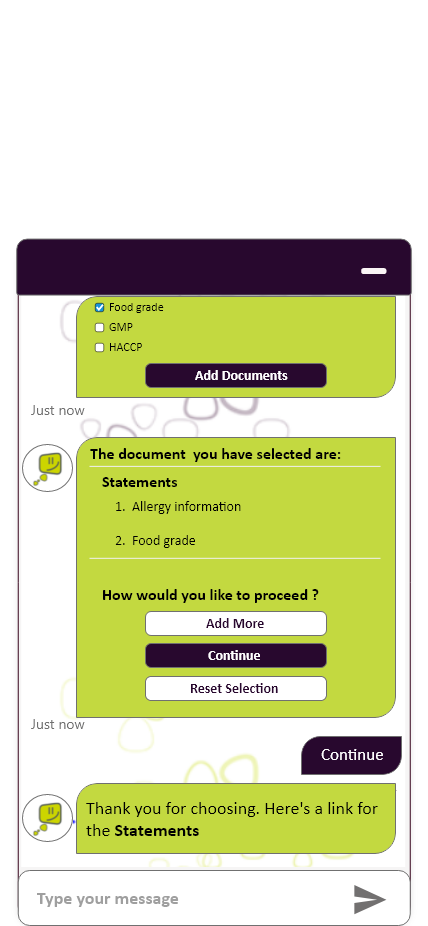 Food grade
GMP
HACCP
Add Documents
Just now
The document  you have selected are:
Statements
1. Allergy information
2. Food grade
How would you like to proceed ?
Add More
Continue
Reset Selection
Just now
Continue
Thank you for choosing. Here's a link for
the Statements
Type your message